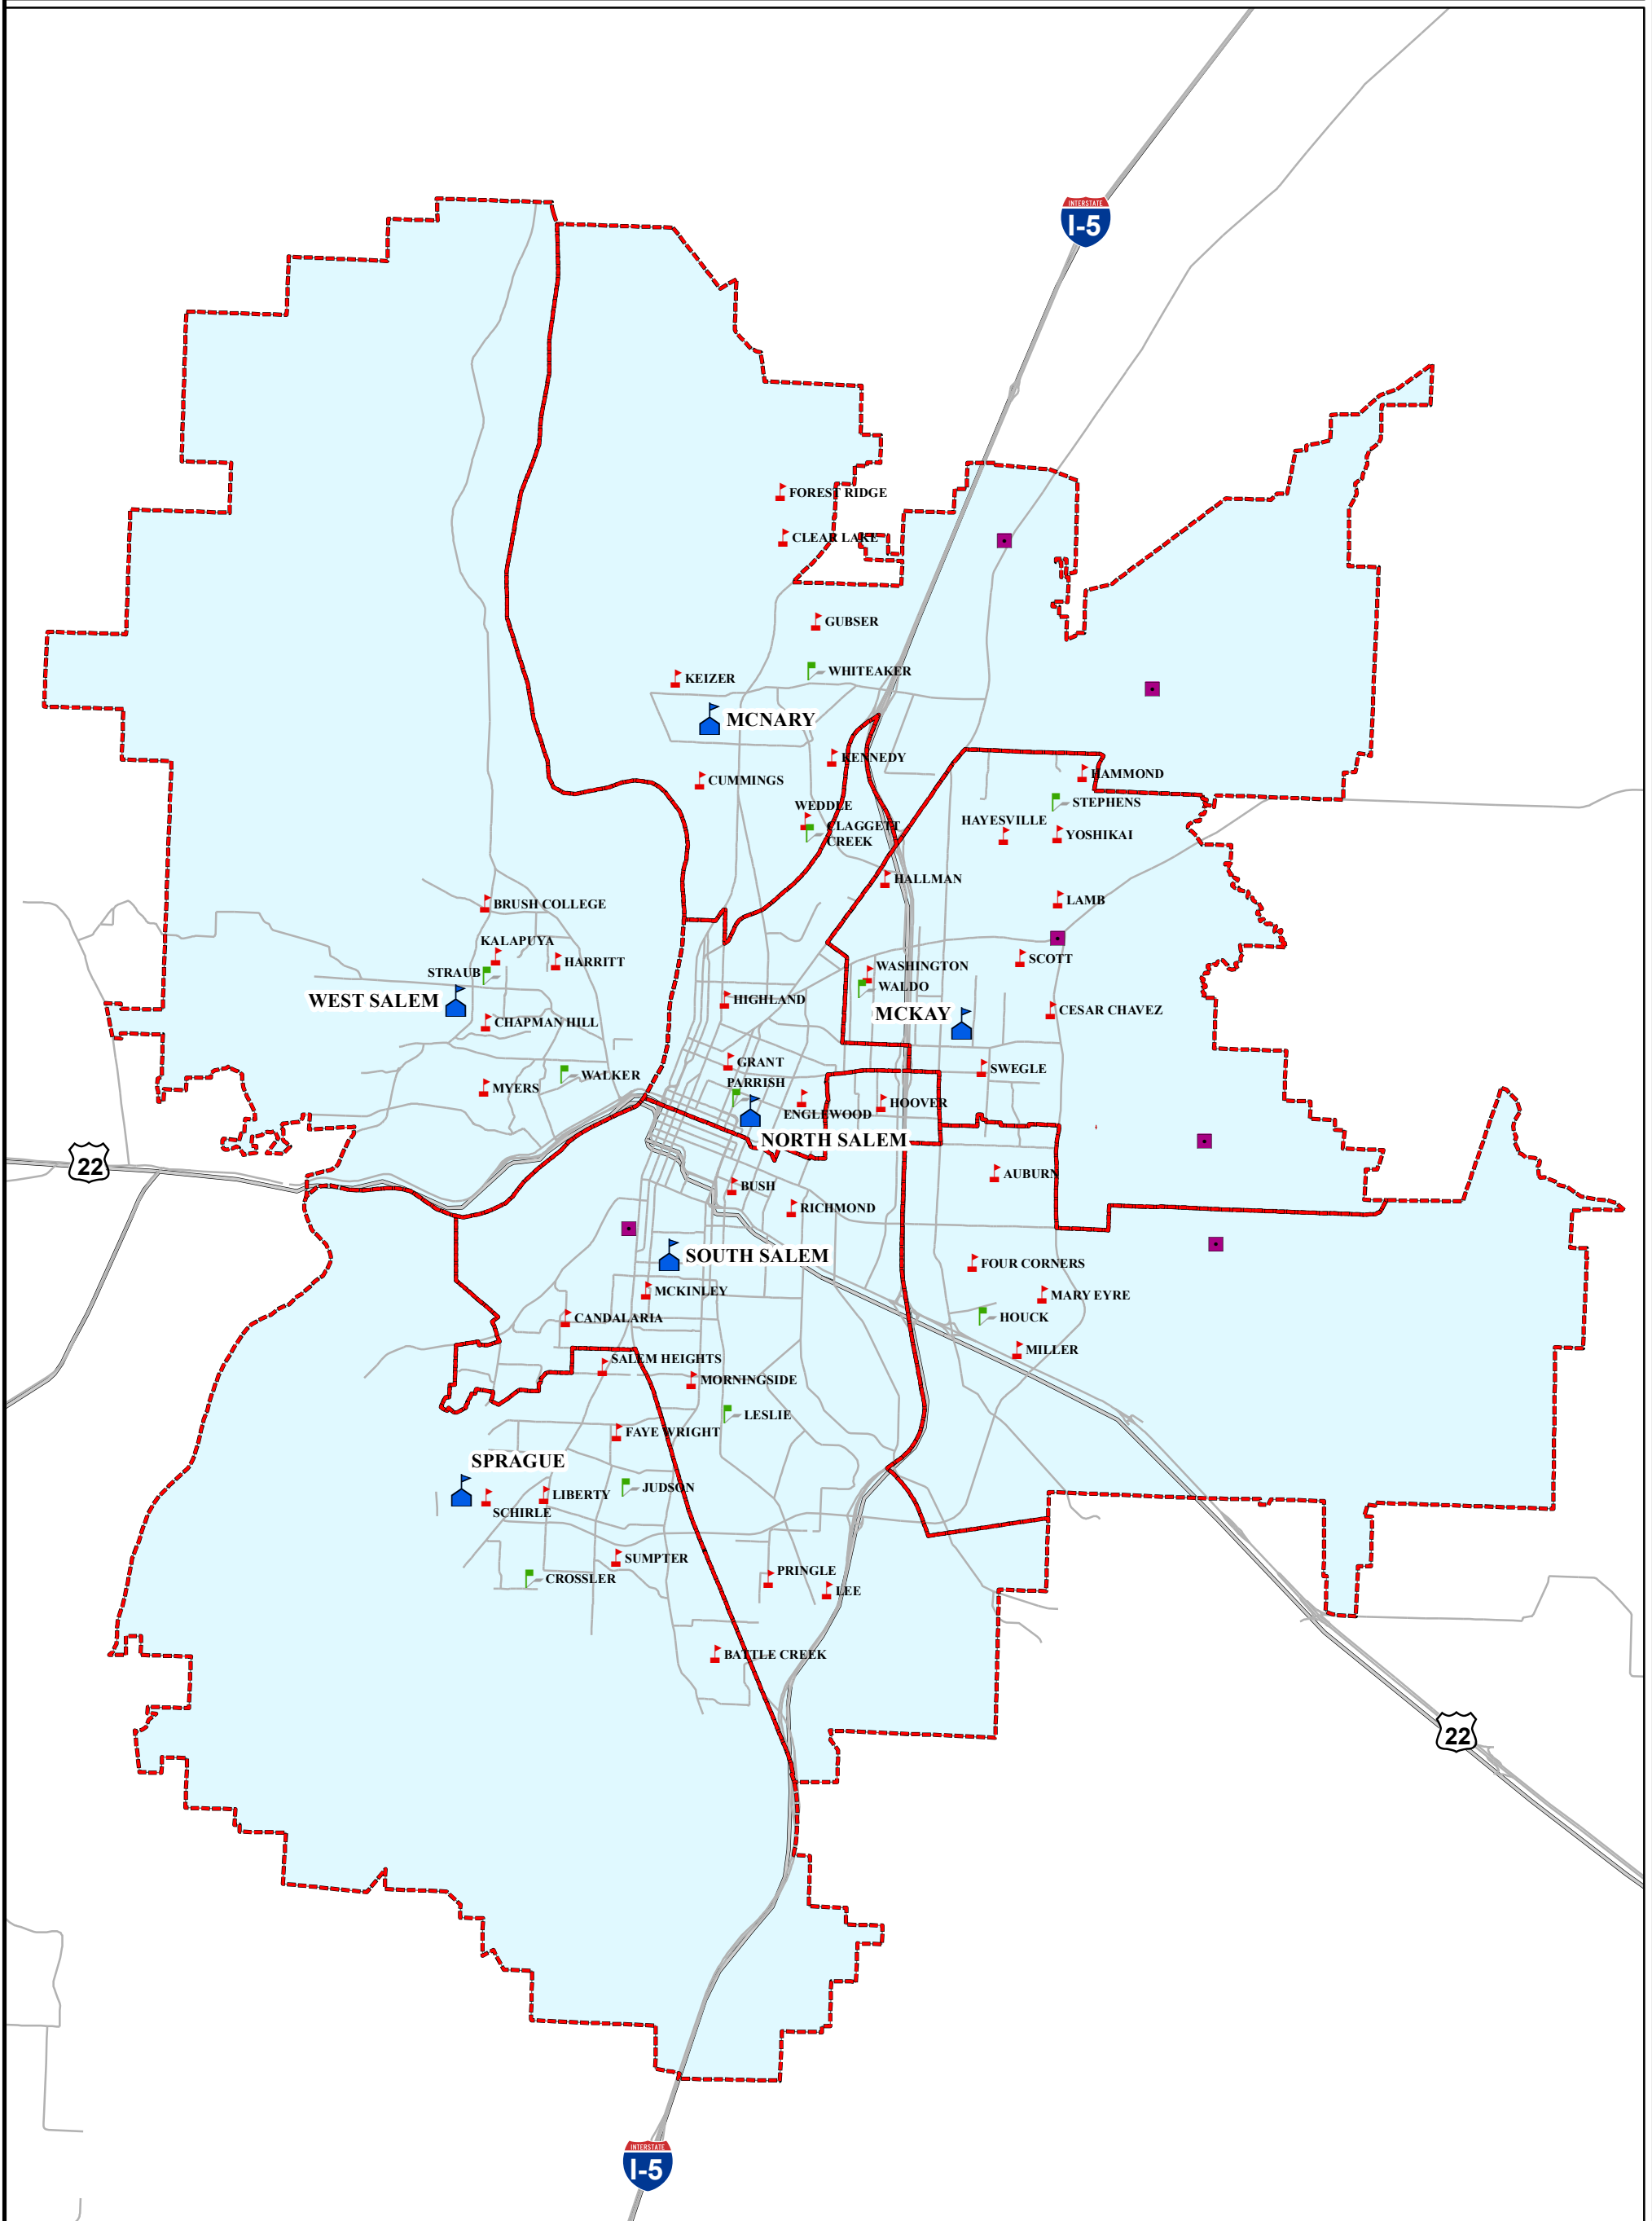 INTERSTATE
I-5
FOREST RIDGE
CLEAR LAKE
GUBSER
WHITEAKER
KEIZER
MCNARY
KENNEDY
HAMMOND
CUMMINGS
STEPHENS
WEDDLE
HAYESVILLE
CLAGGETT
CREEK
YOSHIKAI
HALLMAN
LAMB
BRUSH COLLEGE
KALAPUYA
HARRITT
SCOTT
STRAUB
WASHINGTON
WALDO
WEST SALEM
HIGHLAND
MCKAY
CESAR CHAVEZ
CHAPMAN HILL
GRANT
SWEGLE
WALKER
PARRISH
MYERS
HOOVER
ENGLEWOOD
NORTH SALEM
22
AUBURN
BUSH
RICHMOND
SOUTH SALEM
FOUR CORNERS
MCKINLEY
MARY EYRE
CANDALARIA
HOUCK
MILLER
SALEM HEIGHTS
MORNINGSIDE
LESLIE
FAYE WRIGHT
SPRAGUE
JUDSON
LIBERTY
SCHIRLE
SUMPTER
PRINGLE
CROSSLER
LEE
BATTLE CREEK
22
INTERSTATE
I-5